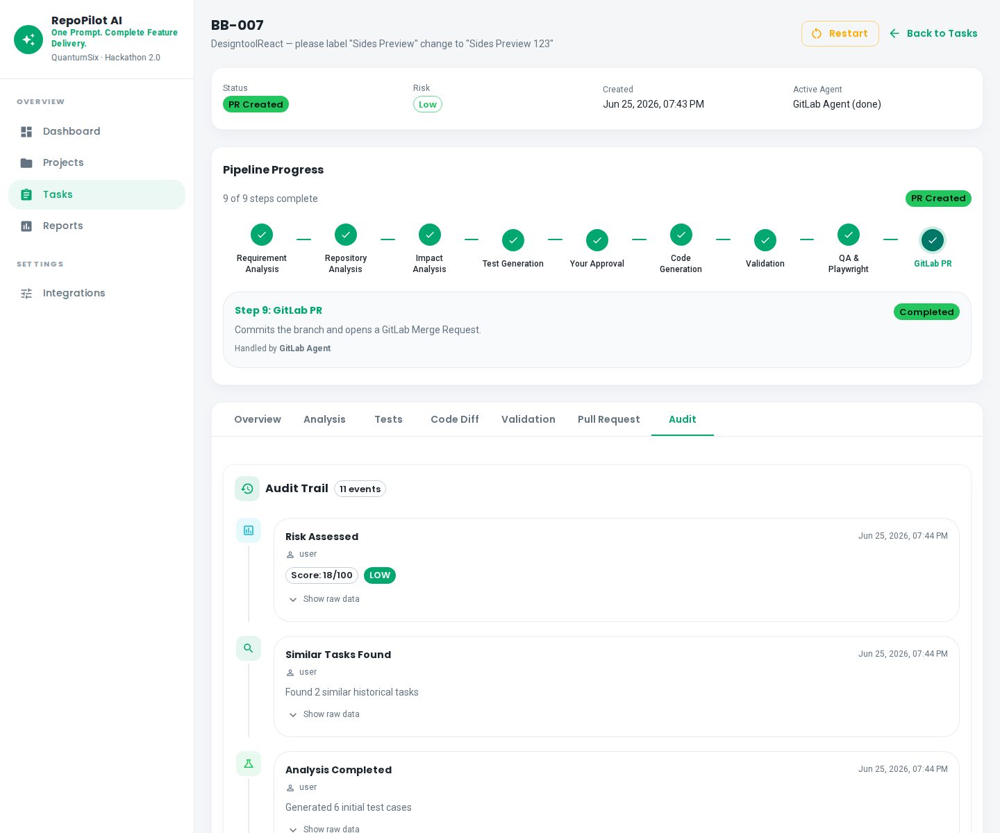 RepoPilot AI
One Prompt. Complete Feature
Delivery.
QuantumSix · Hackathon 2.0
OVERVIEW
Dashboard
Projects
Tasks
Reports
SETTINGS
Integrations
BB-007
DesigntoolReact — please label "Sides Preview" change to "Sides Preview 123"
Restart
Back to Tasks
Status
PR Created
Risk
Low
Created
Jun 25, 2026, 07:43 PM
Active Agent
GitLab Agent (done)
Pipeline Progress
9 of 9 steps complete
PR Created
Requirement
Analysis
Repository
Analysis
Impact
Analysis
Test Generation
Your Approval
Code
Generation
Validation
QA &
Playwright
GitLab PR
Step 9: GitLab PR
Completed
Commits the branch and opens a GitLab Merge Request.
Handled by GitLab Agent
Overview
Analysis
Tests
Code Diff
Validation
Pull Request
Audit
Audit Trail
11 events
Risk Assessed
Jun 25, 2026, 07:44 PM
user
Score: 18/100
LOW
Show raw data
Similar Tasks Found
Jun 25, 2026, 07:44 PM
user
Found 2 similar historical tasks
Show raw data
Analysis Completed
Jun 25, 2026, 07:44 PM
user
Generated 6 initial test cases
Show raw data